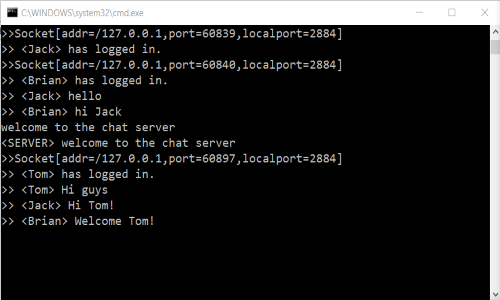 C:\WINDOWS\system32\cmd.exe
>>Socket[addr=/127.0.0.1,port=60839,localport=2884]
>> <Jack> has logged in.
>>Socket[addr=/127.0.0.1,port=60840,localport=2884]
>> <Brian> has logged in.
>> <Jack> hello
>> <Brian> hi Jack
welcome to the chat server
<SERVER> welcome to the chat server
>>Socket[addr=/127.0.0.1,port=60897,localport=2884]
>> <Tom> has logged in.
>> <Tom> Hi guys
>> <Jack> Hi Tom!
>> <Brian> Welcome Tom!